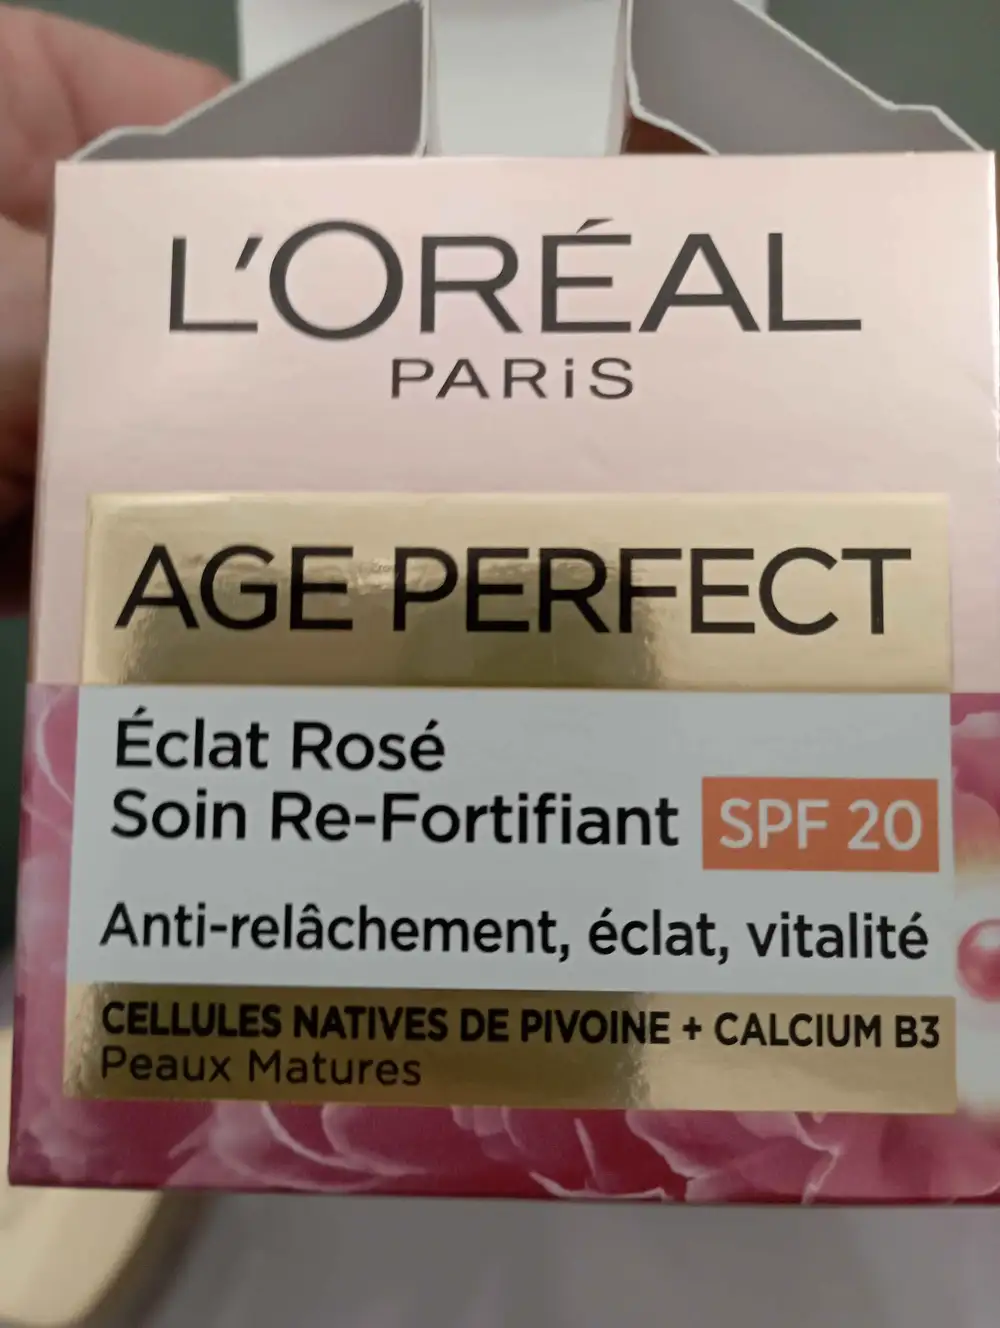 L'ORÉAL
PARiS
AGE PERFECT
Éclat Rosé
Soin Re-Fortifiant SPF 20
Anti-relâchement, éclat, vitalité
CELLULES NATIVES DE PIVOINE + CALCIUM B3
Peaux Matures